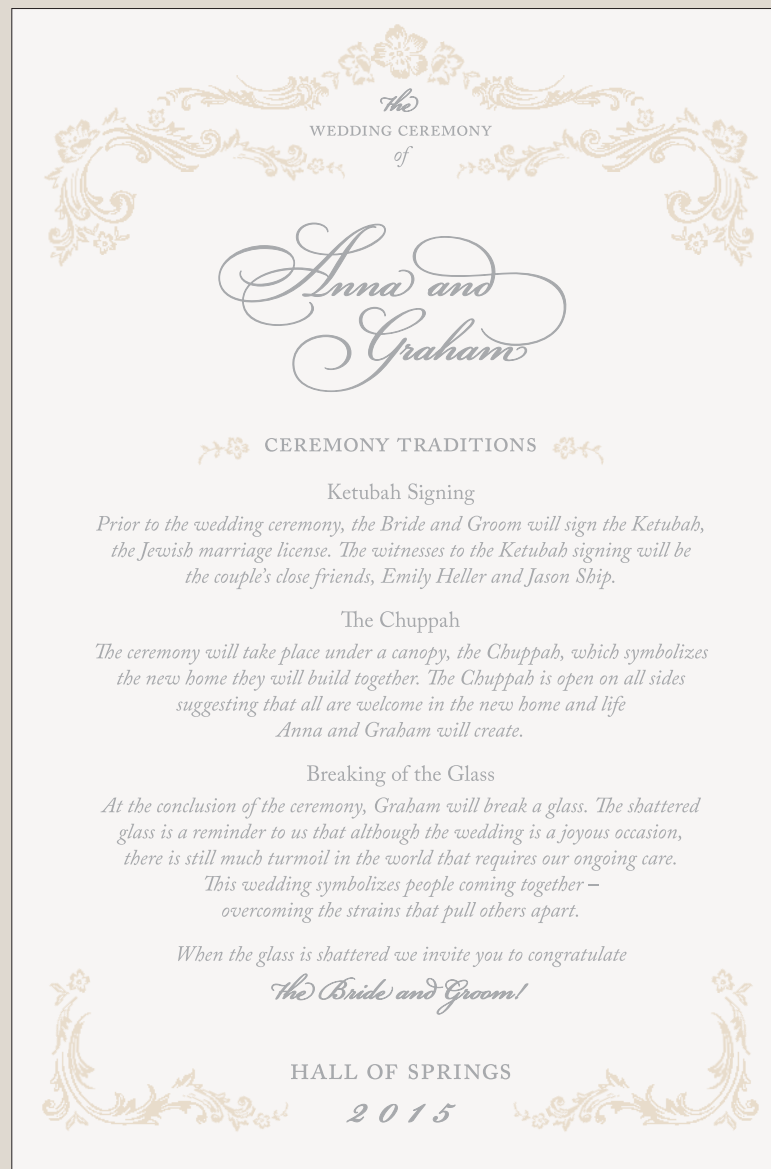 the
WEDDING CEREMONY
of
Anna and
Graham
CEREMONY TRADITIONS
Ketubah Signing
Prior to the wedding ceremony, the Bride and Groom will sign the Ketubah,
the Jewish marriage license. The witnesses to the Ketubah signing will be
the couple's close friends, Emily Heller and Jason Ship.
The Chuppah
The ceremony will take place under a canopy, the Chuppah, which symbolizes
the new home they will build together. The Chuppah is open on all sides
suggesting that all are welcome in the new home and life
Anna and Graham will create.
Breaking of the Glass
At the conclusion of the ceremony, Graham will break a glass. The shattered
glass is a reminder to us that although the wedding is a joyous occasion,
there is still much turmoil in the world that requires our ongoing care.
This wedding symbolizes people coming together –
overcoming the strains that pull others apart.
When the glass is shattered we invite you to congratulate
the Bride and Groom!
HALL OF SPRINGS
2015